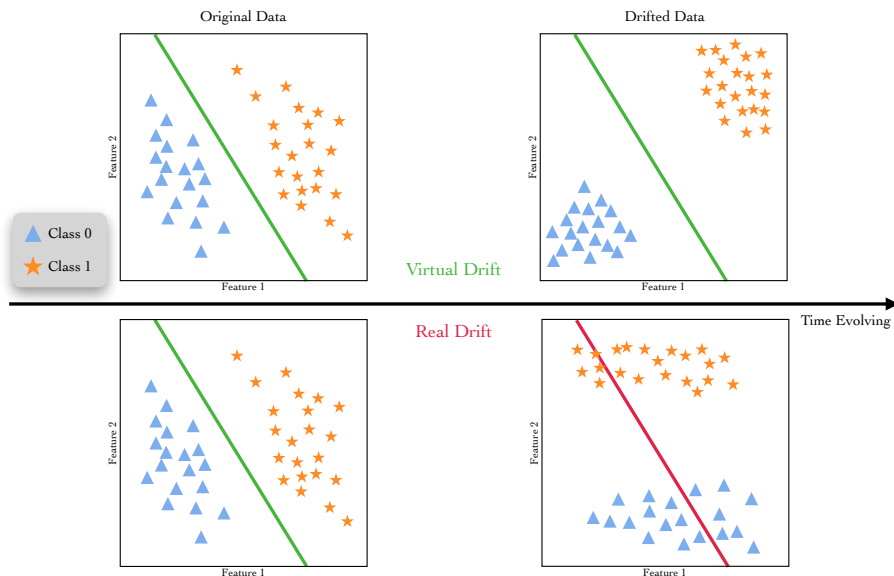 Original Data
Drifted Data
Feature 2
Feature 2
Class 0
Class 1
Feature 1
Virtual Drift
Feature 1
Time Evolving
Real Drift
Feature 2
Feature 2
Feature 1
Feature 1